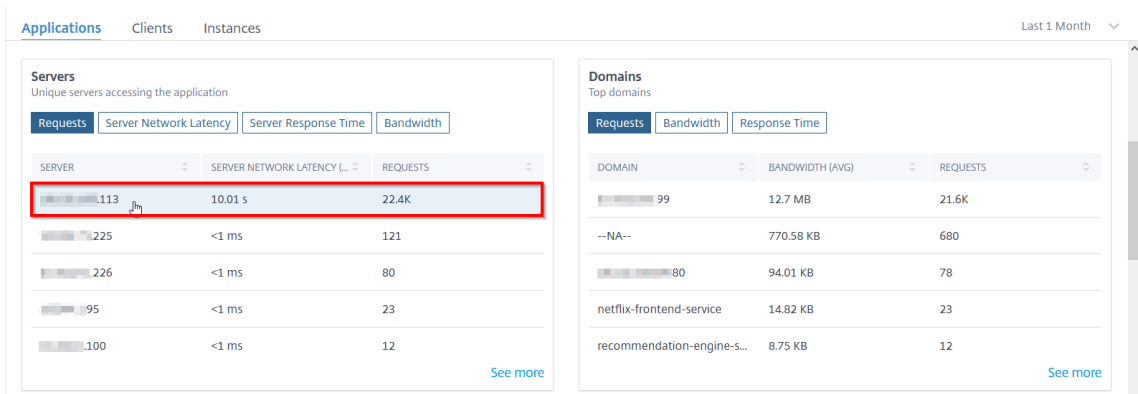 Applications Clients Instances Last 1 Month
Servers
Unique servers accessing the application
Requests Server Network Latency Server Response Time Bandwidth
SERVER SERVER NETWORK LATENCY (... REQUESTS
.113 10.01 s 22.4K
.225 <1 ms 121
.226 <1 ms 80
95 <1 ms 23
.100 <1 ms 12
See more
Domains
Top domains
Requests Bandwidth Response Time
DOMAIN BANDWIDTH (AVG) REQUESTS
99 12.7 MB 21.6K
--NA-- 770.58 KB 680
80 94.01 KB 78
netflix-frontend-service 14.82 KB 23
recommendation-engine-s... 8.75 KB 12
See more